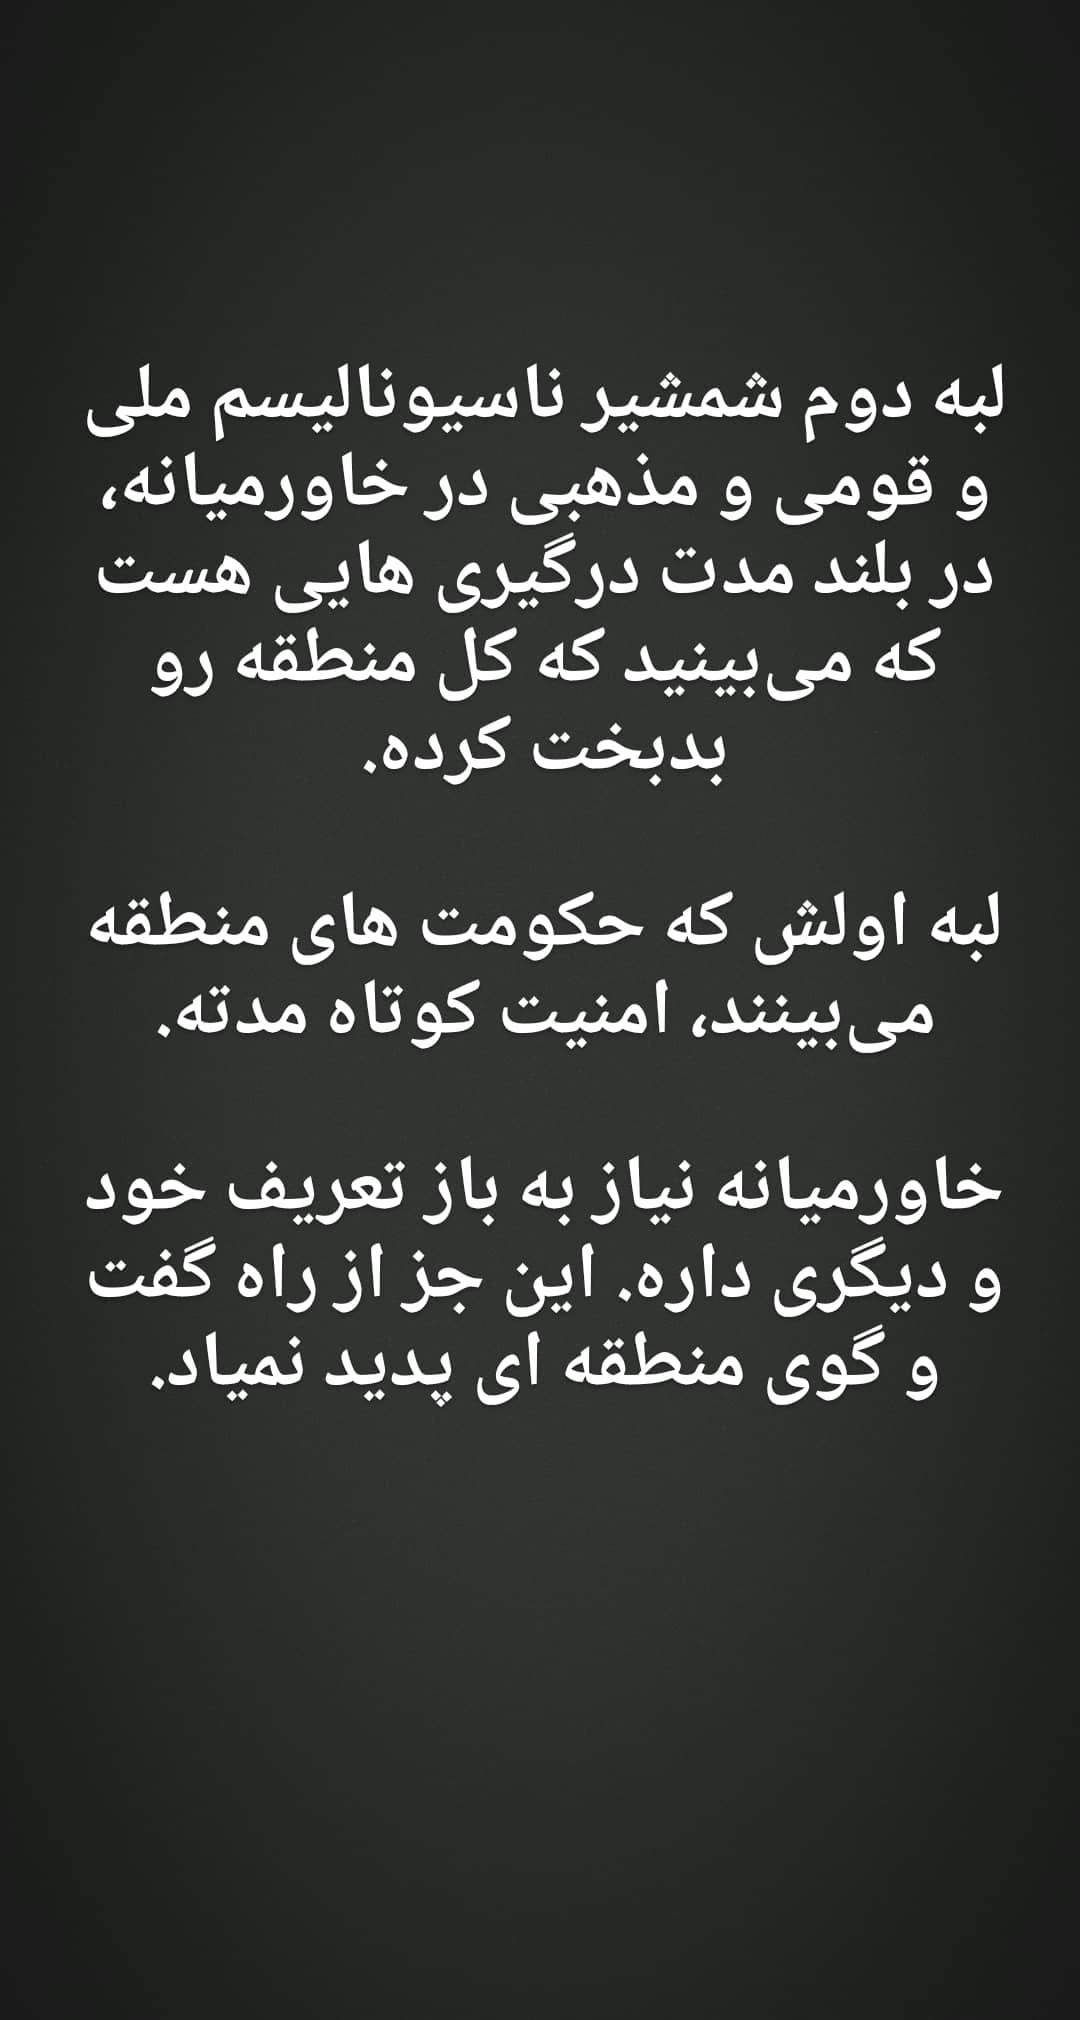 لبه دوم شمشیر ناسیونالیسم ملی
و قومی و مذهبی در خاورمیانه،
در بلند مدت درگیری هایی هست
که می‌بینید که کل منطقه رو
بدبخت کرده.
لبه اولش که حکومت های منطقه
می‌بینند، امنیت کوتاه مدته.
خاورمیانه نیاز به باز تعریف خود
و دیگری داره. این جز از راه گفت
و گوی منطقه ای پدید نمیاد.